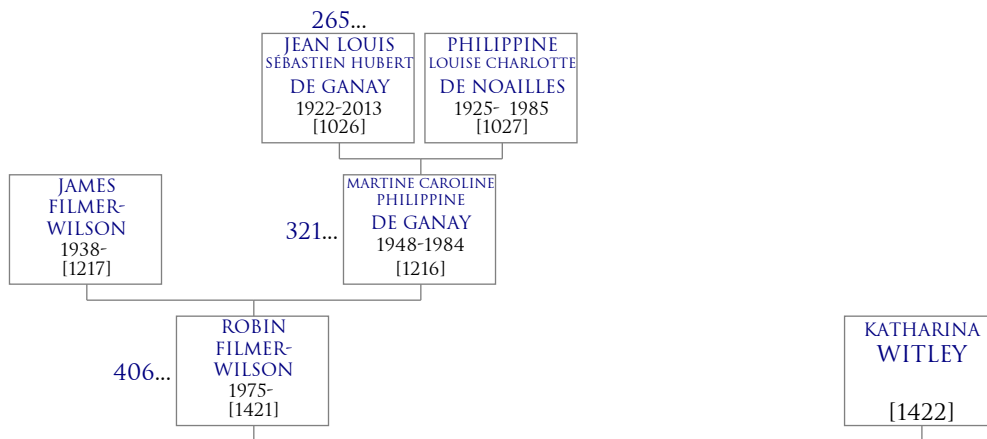 265...
JEAN LOUIS
SÉBASTIEN HUBERT
DE GANAY
1922-2013
[1026]
PHILIPPINE
LOUISE CHARLOTTE
DE NOAILLES
1925- 1985
[1027]
JAMES
FILMER-
WILSON
1938-
[1217]
321...
MARTINE CAROLINE
PHILIPPINE
DE GANAY
1948-1984
[1216]
406...
ROBIN
FILMER-
WILSON
1975-
[1421]
KATHARINA
WITLEY
[1422]